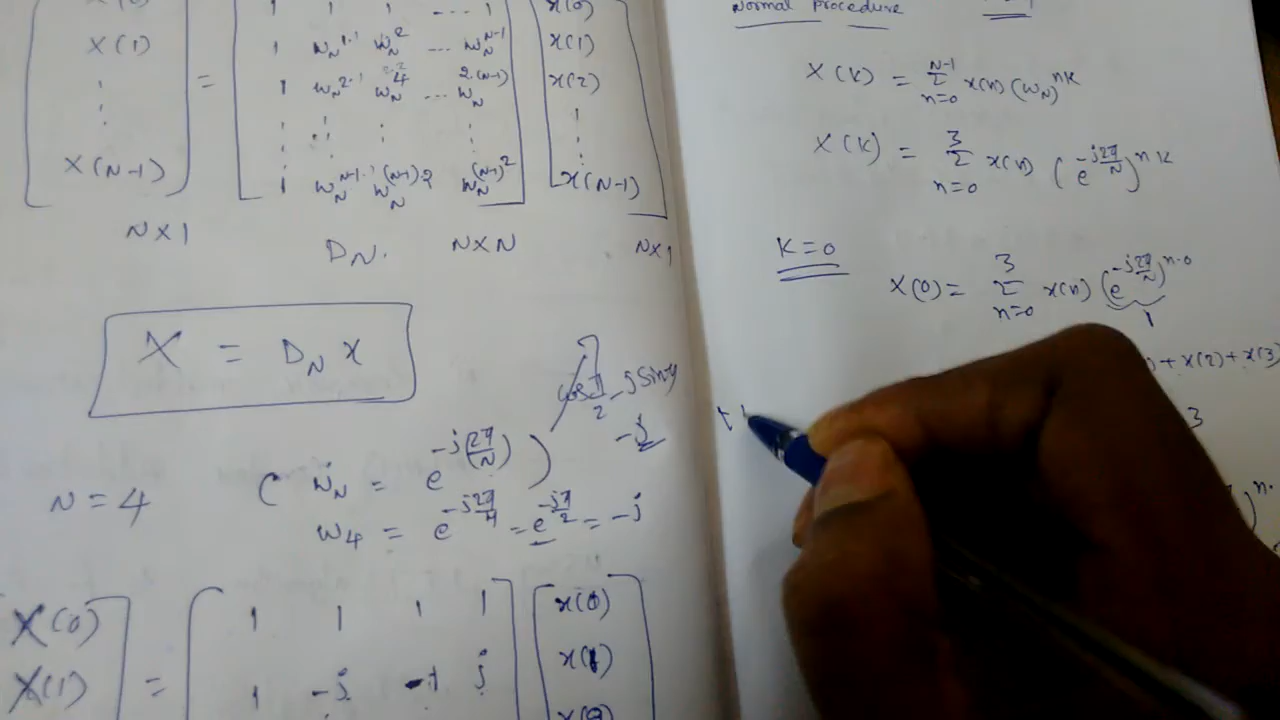 1 1 1 ---- 1 x(0)
X(1) = 1 W_N^{1·1} W_N^2 --- W_N^{N-1} x(1)
1 W_N^{2·1} W_N^4 ... W_N^{2·(N-1)} x(2)
X(N-1) 1 W_N^{N-1·1} W_N^{(N-1)·2} W_N^{(N-1)^2} x(N-1)
N×1 D_N. N×N N×1
X = D_N x
cos π/2 - j sin
-j
N = 4 ( W_N = e^{-j(2π/N)} )
W_4 = e^{-j2π/4} = e^{-jπ/2} = -j
X(0) 1 1 1 1 x(0)
X(1) = 1 -j -1 j x(1)
Normal Procedure
X(K) = Σ_{n=0}^{N-1} x(n) (W_N)^{nK}
X(K) = Σ_{n=0}^{3} x(n) (e^{-j2π/N})^{nK}
K=0
X(0) = Σ_{n=0}^{3} x(n) (e^{-j2π/N})^{n·0}
1
) + x(2) + x(3)
3
)^{n.